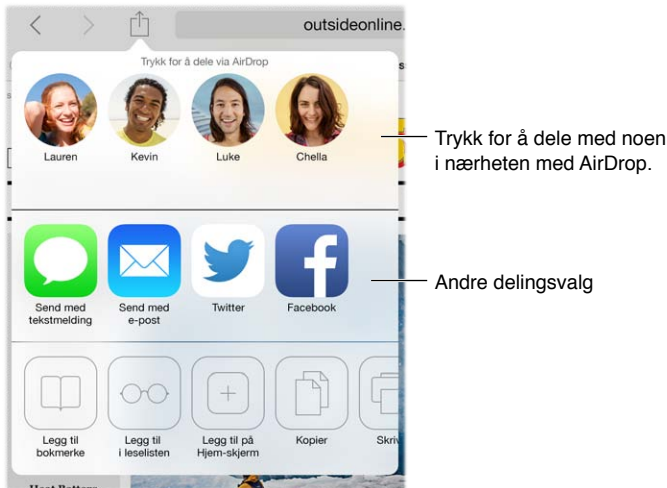 outsideonline.
Trykk for å dele via AirDrop
Lauren Kevin Luke Chella
Trykk for å dele med noen
i nærheten med AirDrop.
Send med
tekstmelding
Send med
e-post
Twitter
Facebook
Andre delingsvalg
Legg til
bokmerke
Legg til
i leselisten
Legg til på
Hjem-skjerm
Kopier
Skriv